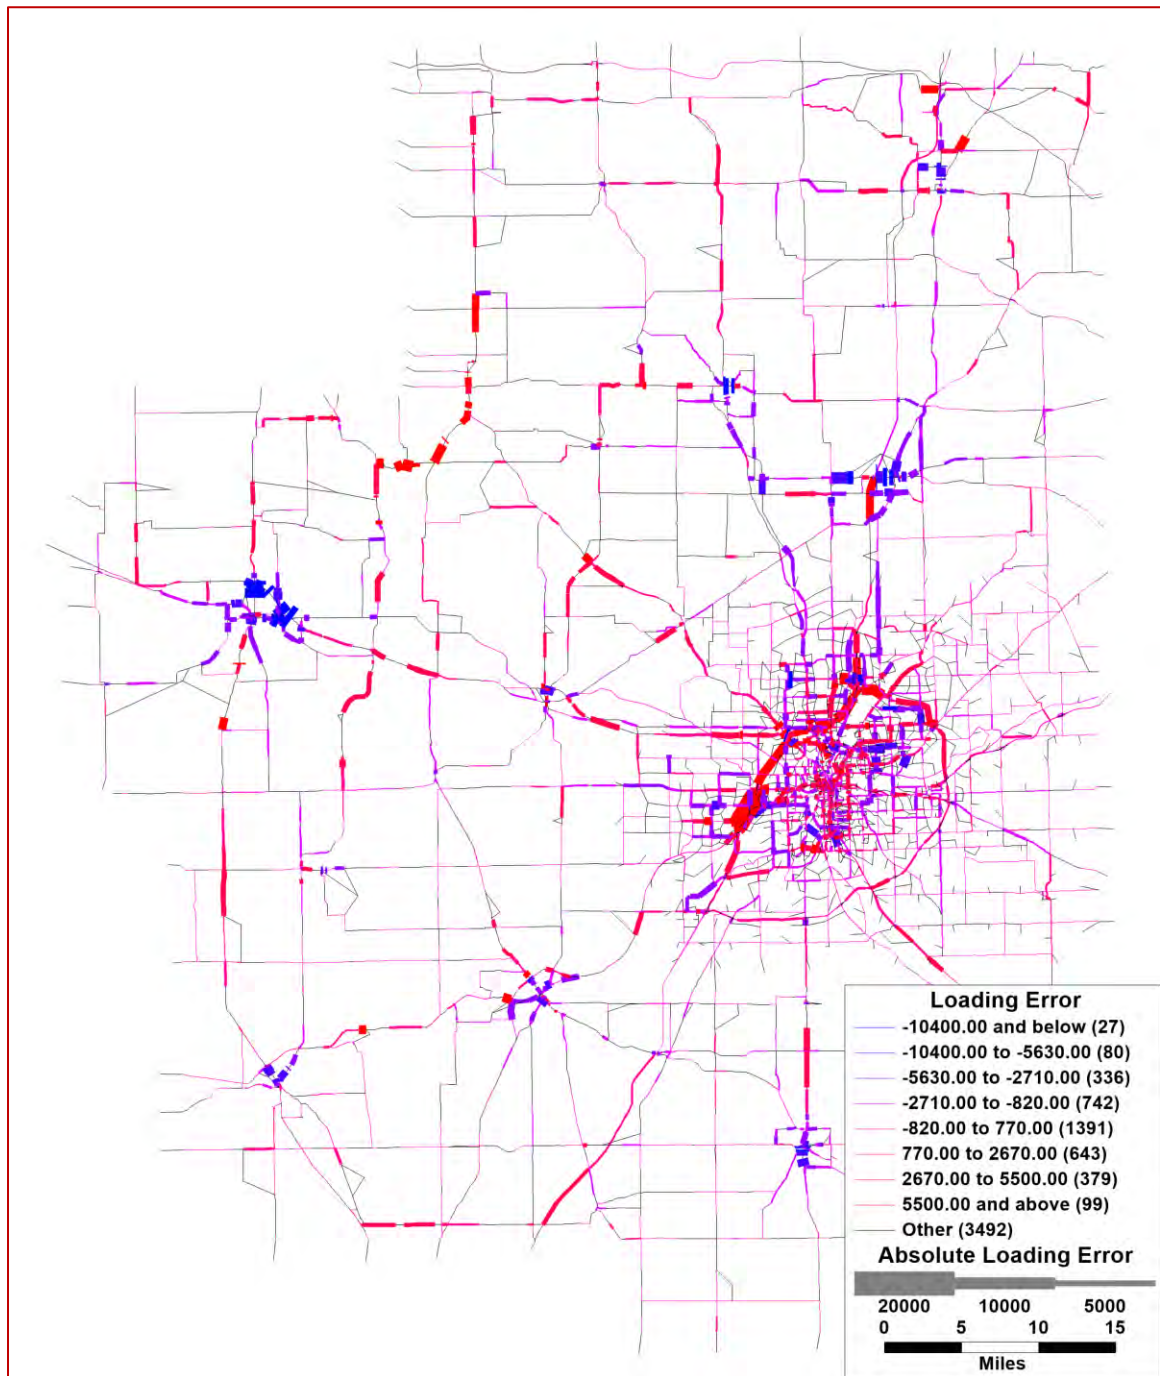 Loading Error
-10400.00 and below (27)
-10400.00 to -5630.00 (80)
-5630.00 to -2710.00 (336)
-2710.00 to -820.00 (742)
-820.00 to 770.00 (1391)
770.00 to 2670.00 (643)
2670.00 to 5500.00 (379)
5500.00 and above (99)
Other (3492)
Absolute Loading Error
20000 10000 5000
0 5 10 15
Miles